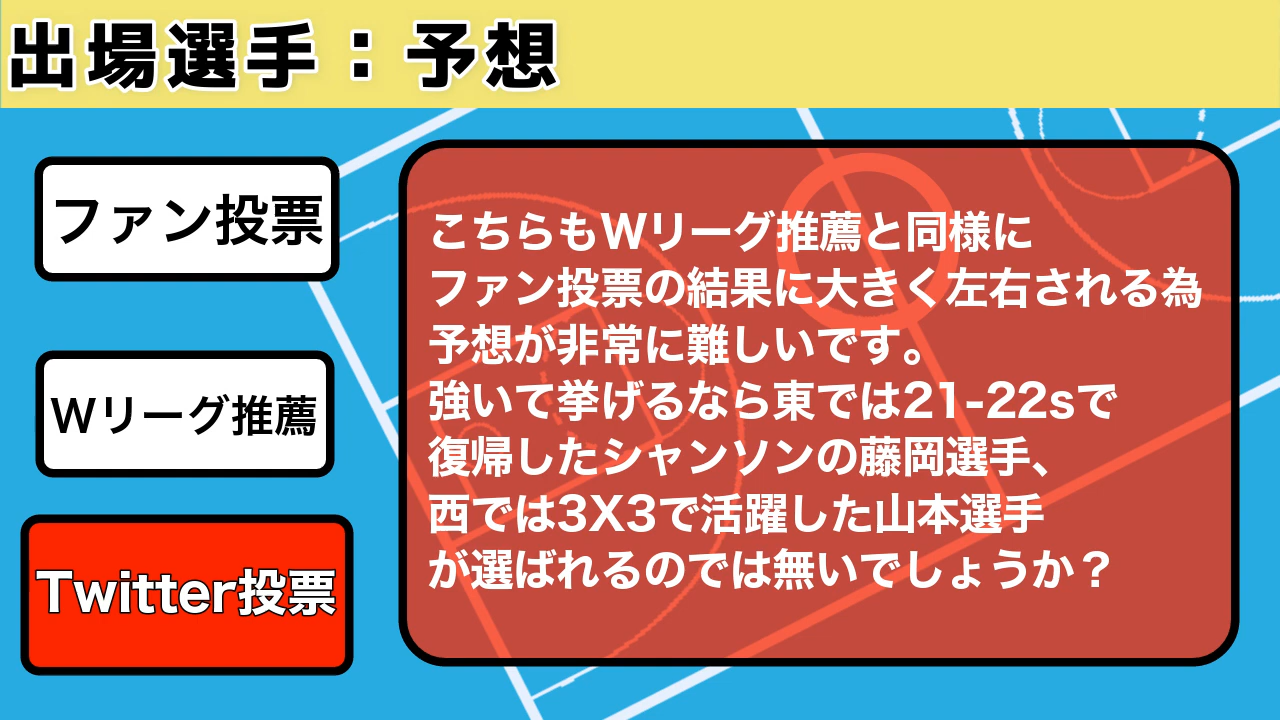 出場選手：予想
ファン投票
Wリーグ推薦
Twitter投票
こちらもWリーグ推薦と同様に
ファン投票の結果に大きく左右される為
予想が非常に難しいです。
強いて挙げるなら東では21-22sで
復帰したシャンソンの藤岡選手、
西では3X3で活躍した山本選手
が選ばれるのでは無いでしょうか？